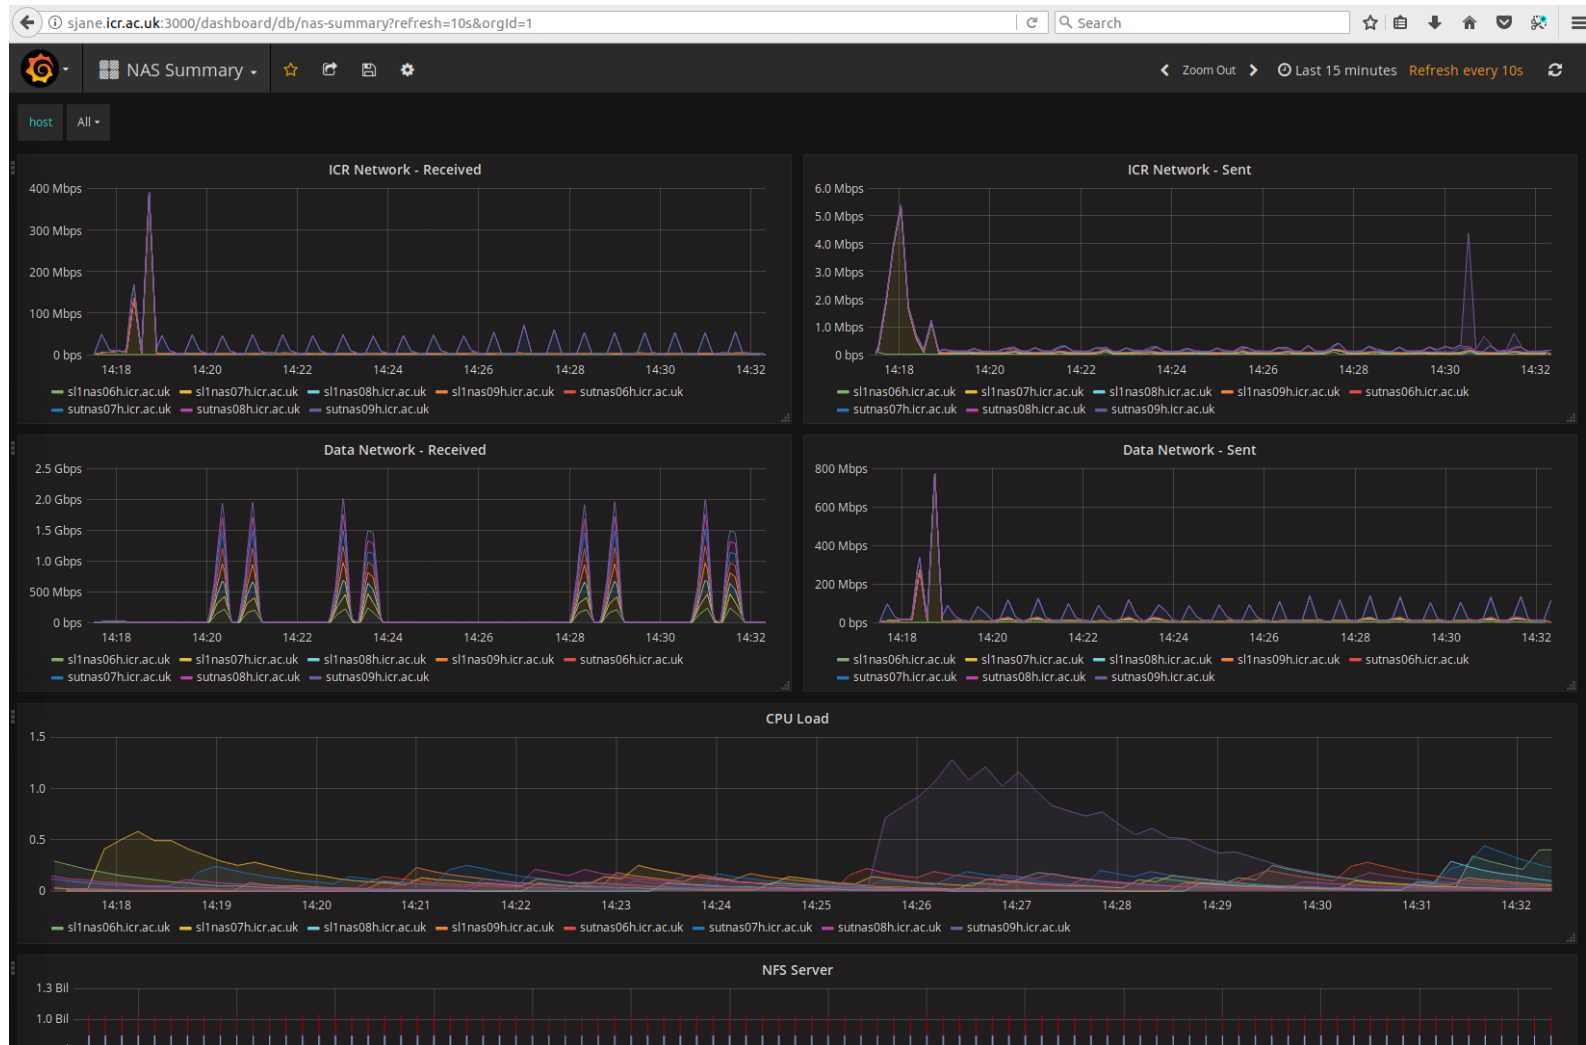 sjane.icr.ac.uk:3000/dashboard/db/nas-summary?refresh=10s&orgId=1 Search
NAS Summary Zoom Out Last 15 minutes Refresh every 10s
host All
ICR Network - Received
400 Mbps
300 Mbps
200 Mbps
100 Mbps
0 bps
14:18 14:20 14:22 14:24 14:26 14:28 14:30 14:32
sl1nas06h.icr.ac.uk sl1nas07h.icr.ac.uk sl1nas08h.icr.ac.uk sl1nas09h.icr.ac.uk sutnas06h.icr.ac.uk
sutnas07h.icr.ac.uk sutnas08h.icr.ac.uk sutnas09h.icr.ac.uk
ICR Network - Sent
6.0 Mbps
5.0 Mbps
4.0 Mbps
3.0 Mbps
2.0 Mbps
1.0 Mbps
0 bps
14:18 14:20 14:22 14:24 14:26 14:28 14:30 14:32
sl1nas06h.icr.ac.uk sl1nas07h.icr.ac.uk sl1nas08h.icr.ac.uk sl1nas09h.icr.ac.uk sutnas06h.icr.ac.uk
sutnas07h.icr.ac.uk sutnas08h.icr.ac.uk sutnas09h.icr.ac.uk
Data Network - Received
2.5 Gbps
2.0 Gbps
1.5 Gbps
1.0 Gbps
500 Mbps
0 bps
14:18 14:20 14:22 14:24 14:26 14:28 14:30 14:32
sl1nas06h.icr.ac.uk sl1nas07h.icr.ac.uk sl1nas08h.icr.ac.uk sl1nas09h.icr.ac.uk sutnas06h.icr.ac.uk
sutnas07h.icr.ac.uk sutnas08h.icr.ac.uk sutnas09h.icr.ac.uk
Data Network - Sent
800 Mbps
600 Mbps
400 Mbps
200 Mbps
0 bps
14:18 14:20 14:22 14:24 14:26 14:28 14:30 14:32
sl1nas06h.icr.ac.uk sl1nas07h.icr.ac.uk sl1nas08h.icr.ac.uk sl1nas09h.icr.ac.uk sutnas06h.icr.ac.uk
sutnas07h.icr.ac.uk sutnas08h.icr.ac.uk sutnas09h.icr.ac.uk
CPU Load
1.5
1.0
0.5
0
14:18 14:19 14:20 14:21 14:22 14:23 14:24 14:25 14:26 14:27 14:28 14:29 14:30 14:31 14:32
sl1nas06h.icr.ac.uk sl1nas07h.icr.ac.uk sl1nas08h.icr.ac.uk sl1nas09h.icr.ac.uk sutnas06h.icr.ac.uk sutnas07h.icr.ac.uk sutnas08h.icr.ac.uk sutnas09h.icr.ac.uk
NFS Server
1.3 Bil
1.0 Bil